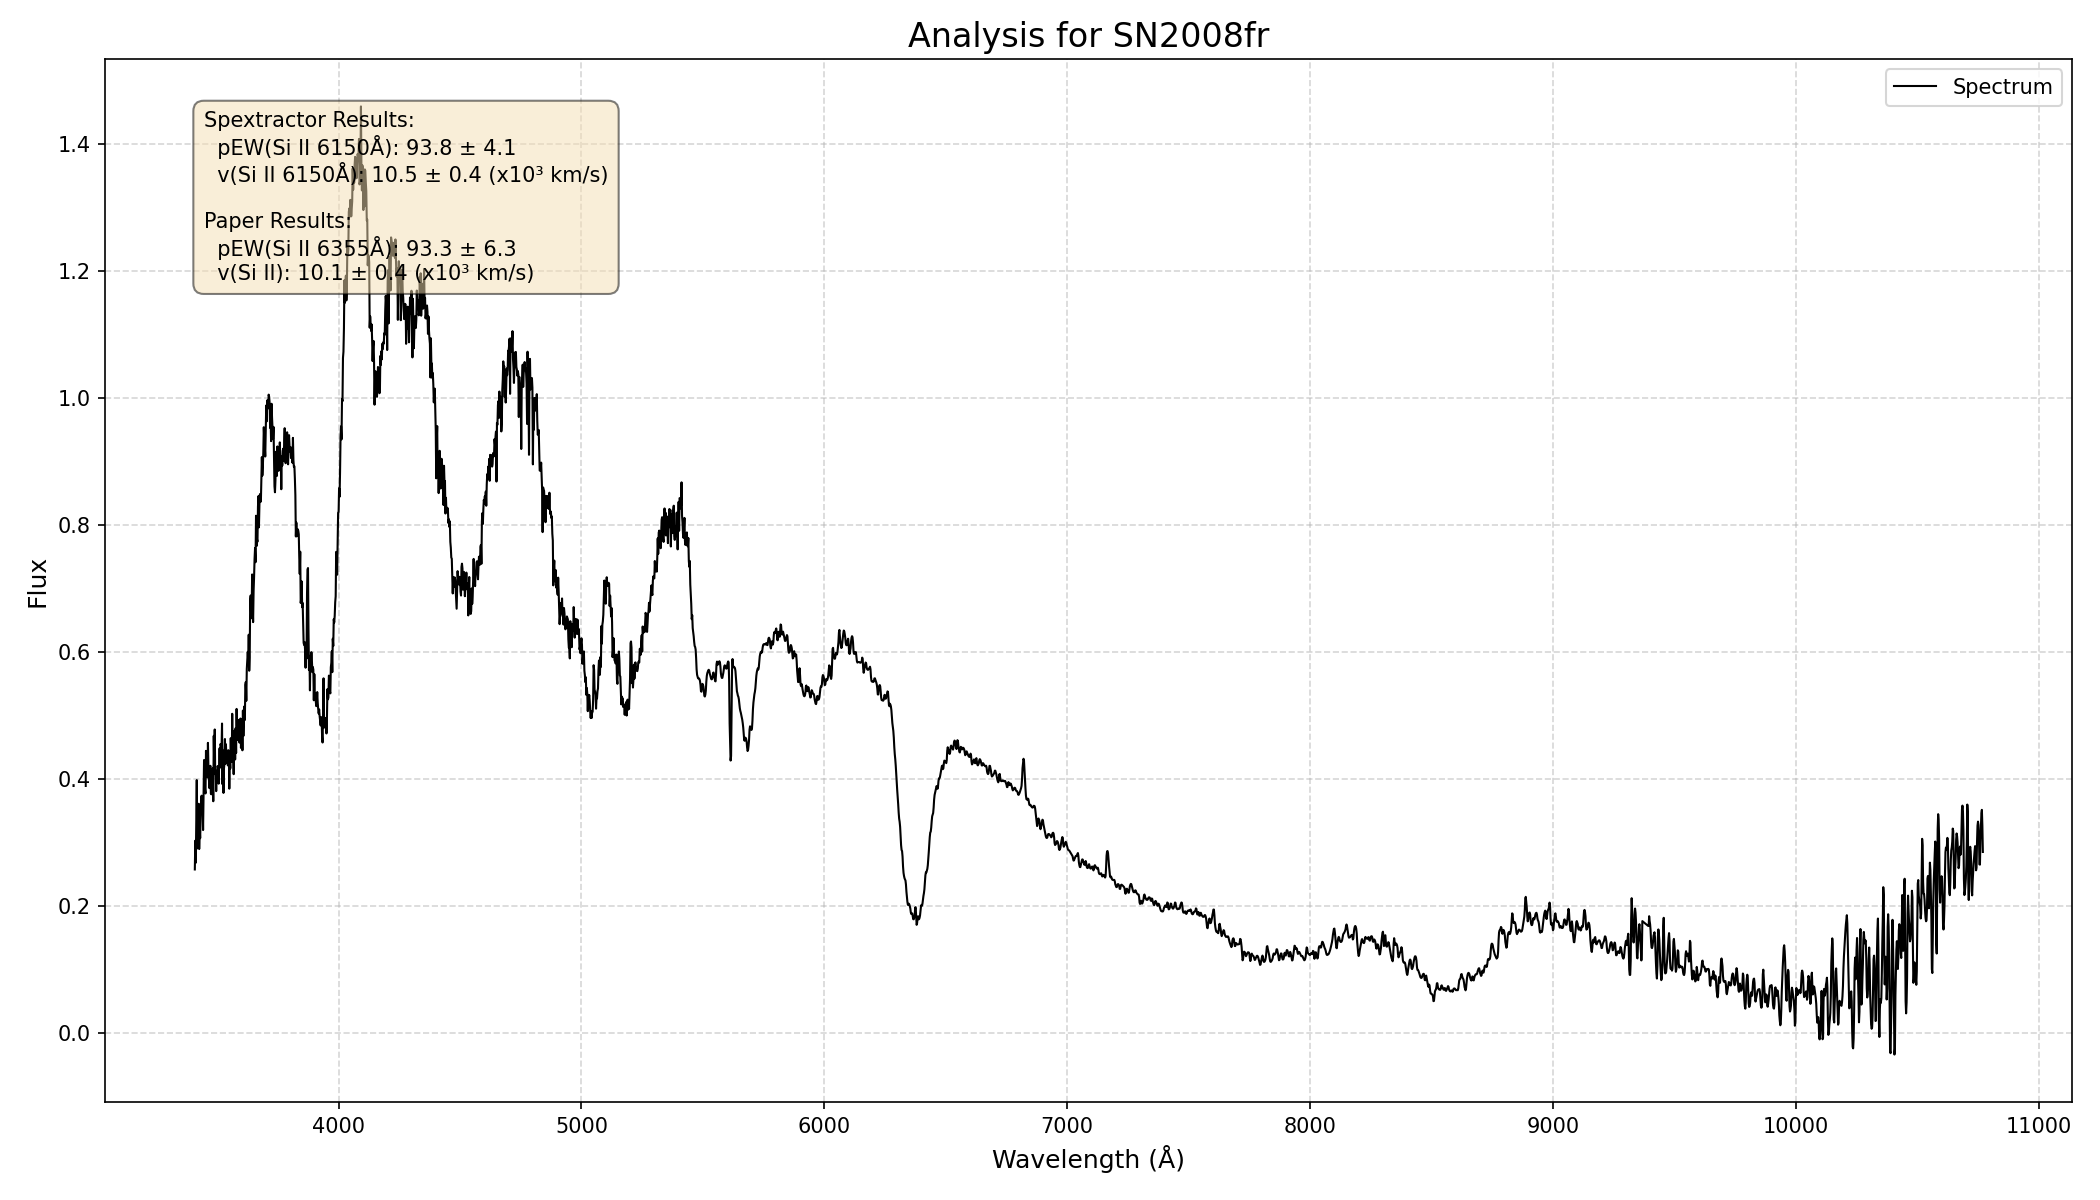 Analysis for SN2008fr
Spectrum
Spextractor Results:
pEW(Si II 6150Å): 93.8 ± 4.1
v(Si II 6150Å): 10.5 ± 0.4 (x10³ km/s)
Paper Results:
pEW(Si II 6355Å): 93.3 ± 6.3
v(Si II): 10.1 ± 0.4 (x10³ km/s)
Flux
1.4
1.2
1.0
0.8
0.6
0.4
0.2
0.0
4000 5000 6000 7000 8000 9000 10000 11000
Wavelength (Å)